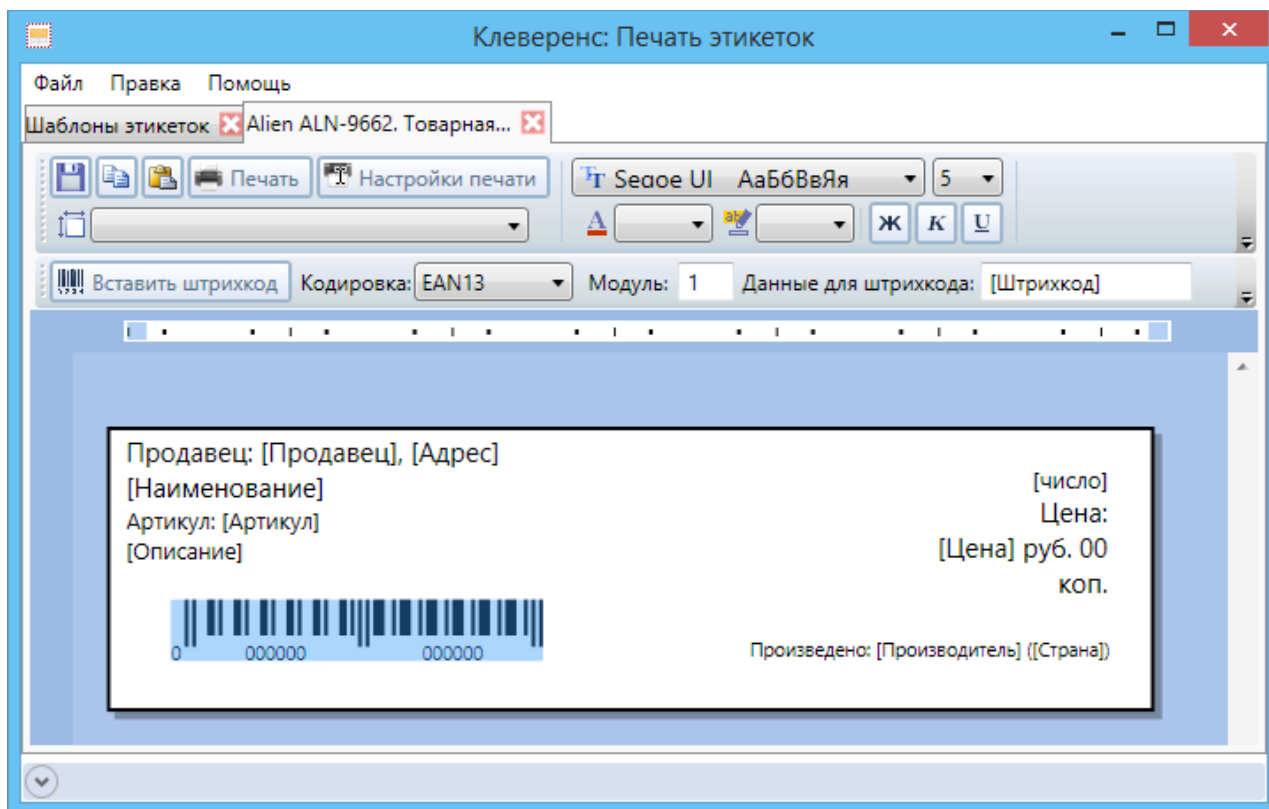 Клеверенс: Печать этикеток
Файл Правка Помощь
Шаблоны этикеток Alien ALN-9662. Товарная...
Печать Настройки печати Segoe UI АаБбВвЯя 5
A ab Ж К U
Вставить штрихкод Кодировка: EAN13 Модуль: 1 Данные для штрихкода: [Штрихкод]
Продавец: [Продавец], [Адрес]
[Наименование]
[число]
Артикул: [Артикул]
Цена:
[Описание]
[Цена] руб. 00
коп.
0 000000 000000
Произведено: [Производитель] ([Страна])